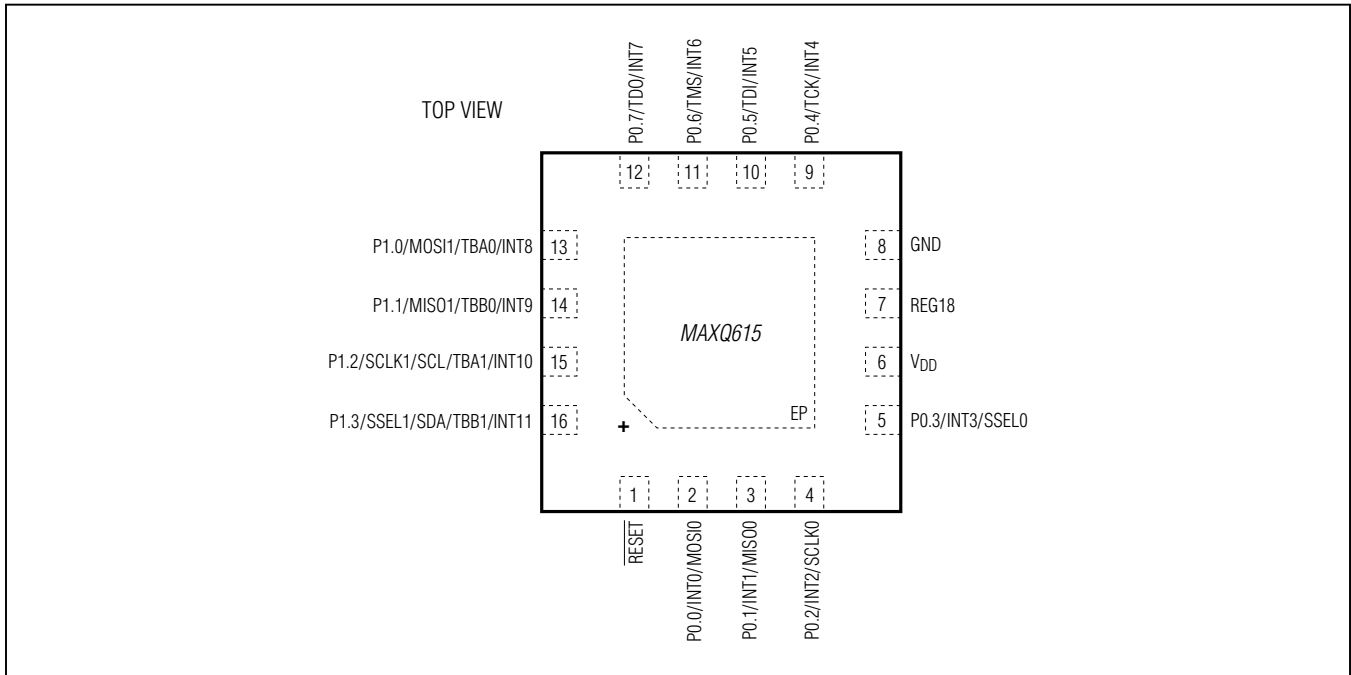 TOP VIEW
P0.7/TDO/INT7
P0.6/TMS/INT6
P0.5/TDI/INT5
P0.4/TCK/INT4
12
11
10
9
P1.0/MOSI1/TBA0/INT8
13
P1.1/MISO1/TBB0/INT9
14
P1.2/SCLK1/SCL/TBA1/INT10
15
P1.3/SSEL1/SDA/TBB1/INT11
16
MAXQ615
EP
+
8
GND
7
REG18
6
VDD
5
P0.3/INT3/SSEL0
1
2
3
4
RESET
P0.0/INT0/MOSI0
P0.1/INT1/MISO0
P0.2/INT2/SCLK0